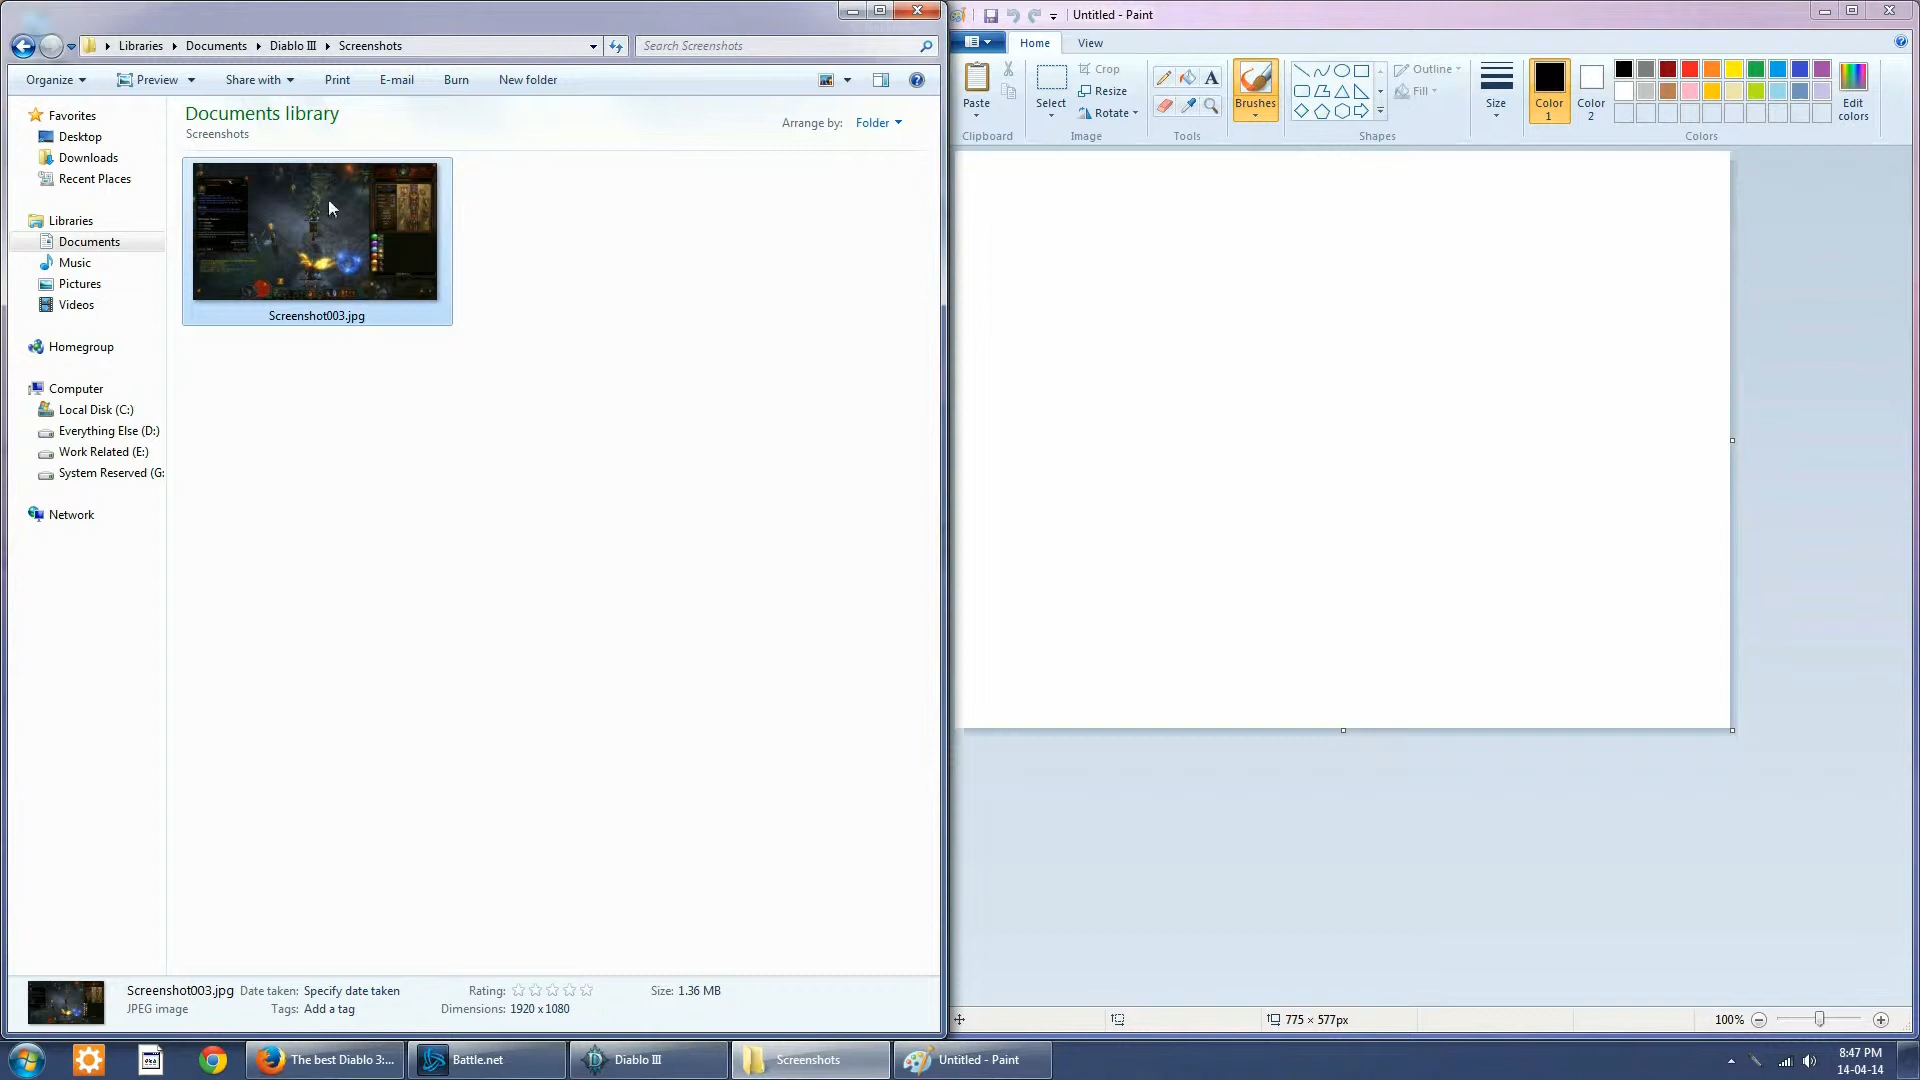 Untitled - Paint
Libraries Documents Diablo III Screenshots
Search Screenshots
Home View
Organize Preview Share with Print E-mail Burn New folder
Paste
Select
Crop
Resize
Rotate
Brushes
Outline
Fill
Size
Color 1
Color 2
Edit colors
Clipboard Image Tools Shapes Colors
Documents library
Screenshots
Arrange by: Folder
Favorites
Desktop
Downloads
Recent Places
Libraries
Documents
Music
Pictures
Videos
Homegroup
Computer
Local Disk (C:)
Everything Else (D:)
Work Related (E:)
System Reserved (G:
Network
Screenshot003.jpg
Screenshot003.jpg Date taken: Specify date taken Rating: Size: 1.36 MB
JPEG image Tags: Add a tag Dimensions: 1920 x 1080
775 × 577px
100%
The best Diablo 3:...
Battle.net
Diablo III
Screenshots
Untitled - Paint
8:47 PM
14-04-14